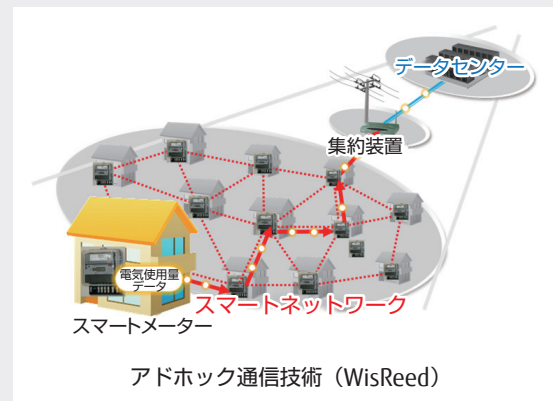 データセンター
集約装置
電気使用量
データ
スマートネットワーク
スマートメーター
アドホック通信技術（WisReed）